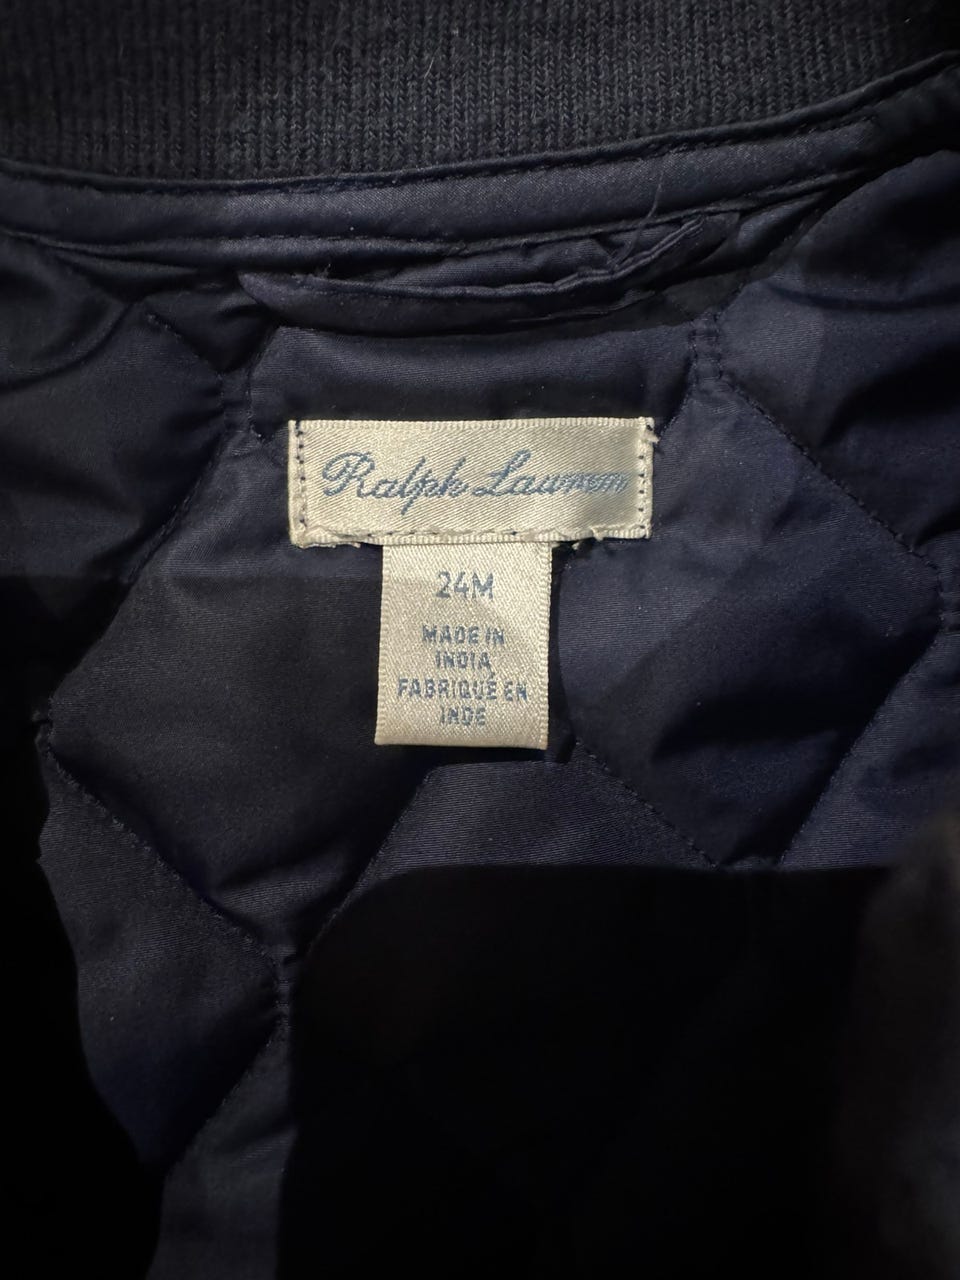 Ralph Lauren
24M
MADE IN
INDIA
FABRIQUÉ EN
INDE